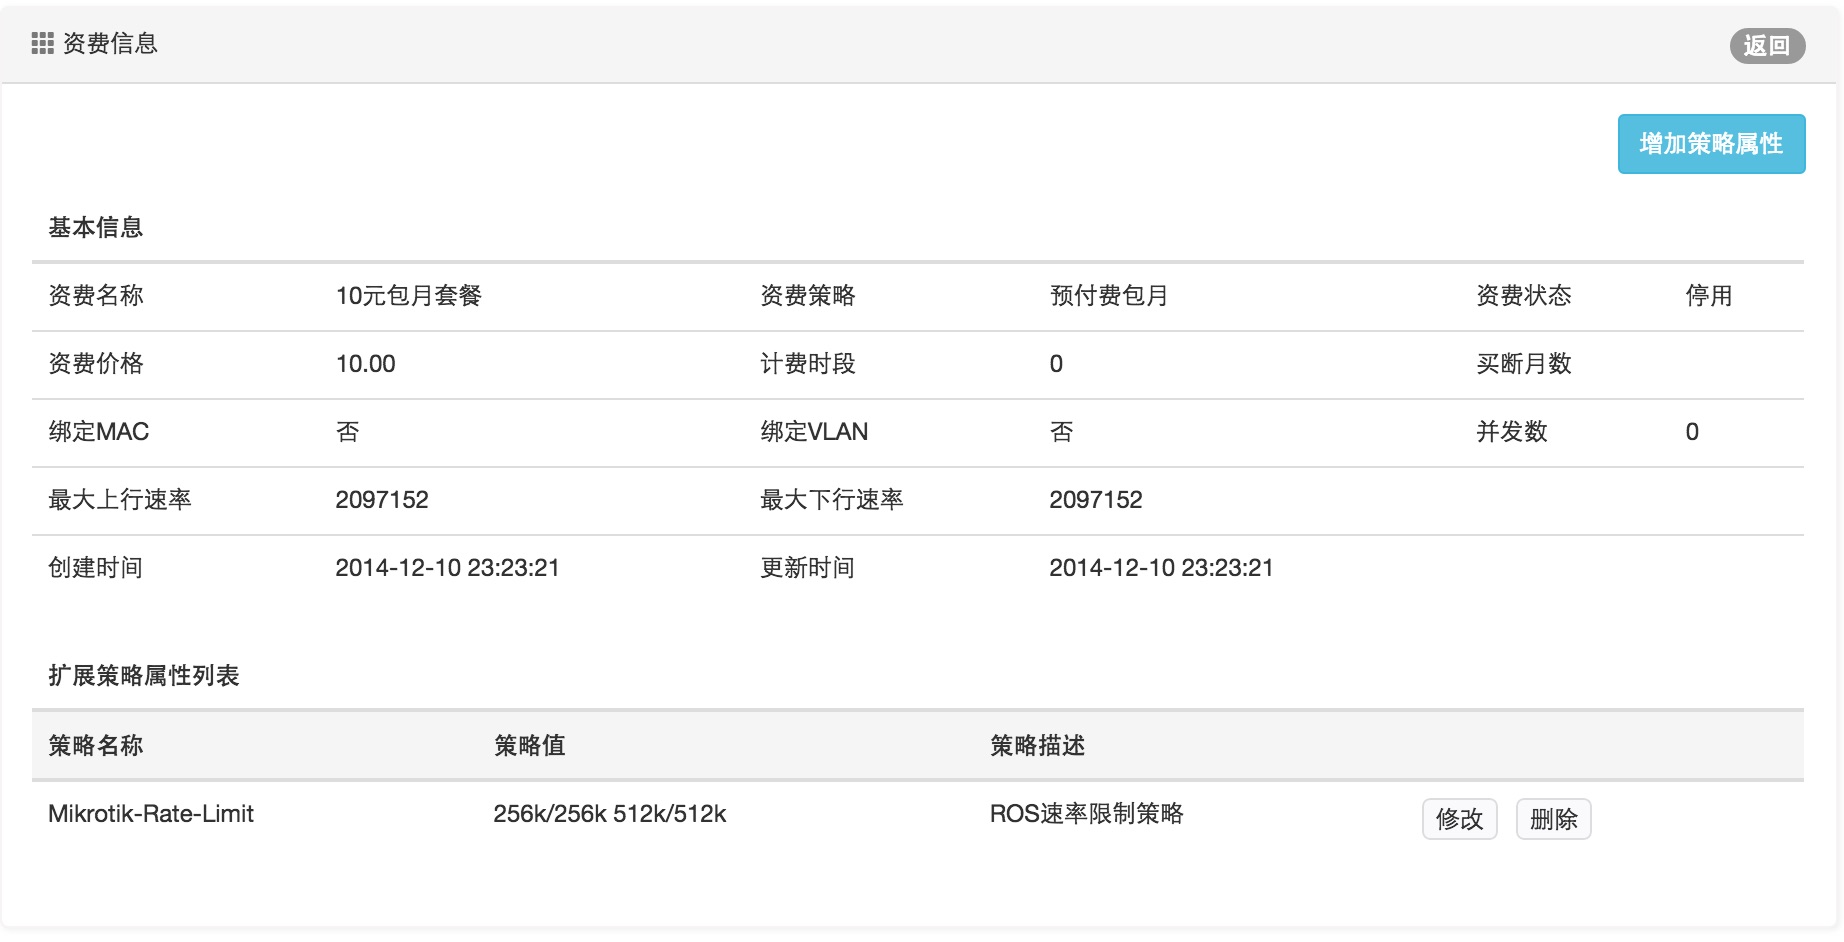 资费信息 返回
增加策略属性
基本信息
资费名称 10元包月套餐 资费策略 预付费包月 资费状态 停用
资费价格 10.00 计费时段 0 买断月数
绑定MAC 否 绑定VLAN 否 并发数 0
最大上行速率 2097152 最大下行速率 2097152
创建时间 2014-12-10 23:23:21 更新时间 2014-12-10 23:23:21
扩展策略属性列表
策略名称 策略值 策略描述
Mikrotik-Rate-Limit 256k/256k 512k/512k ROS速率限制策略 修改 删除